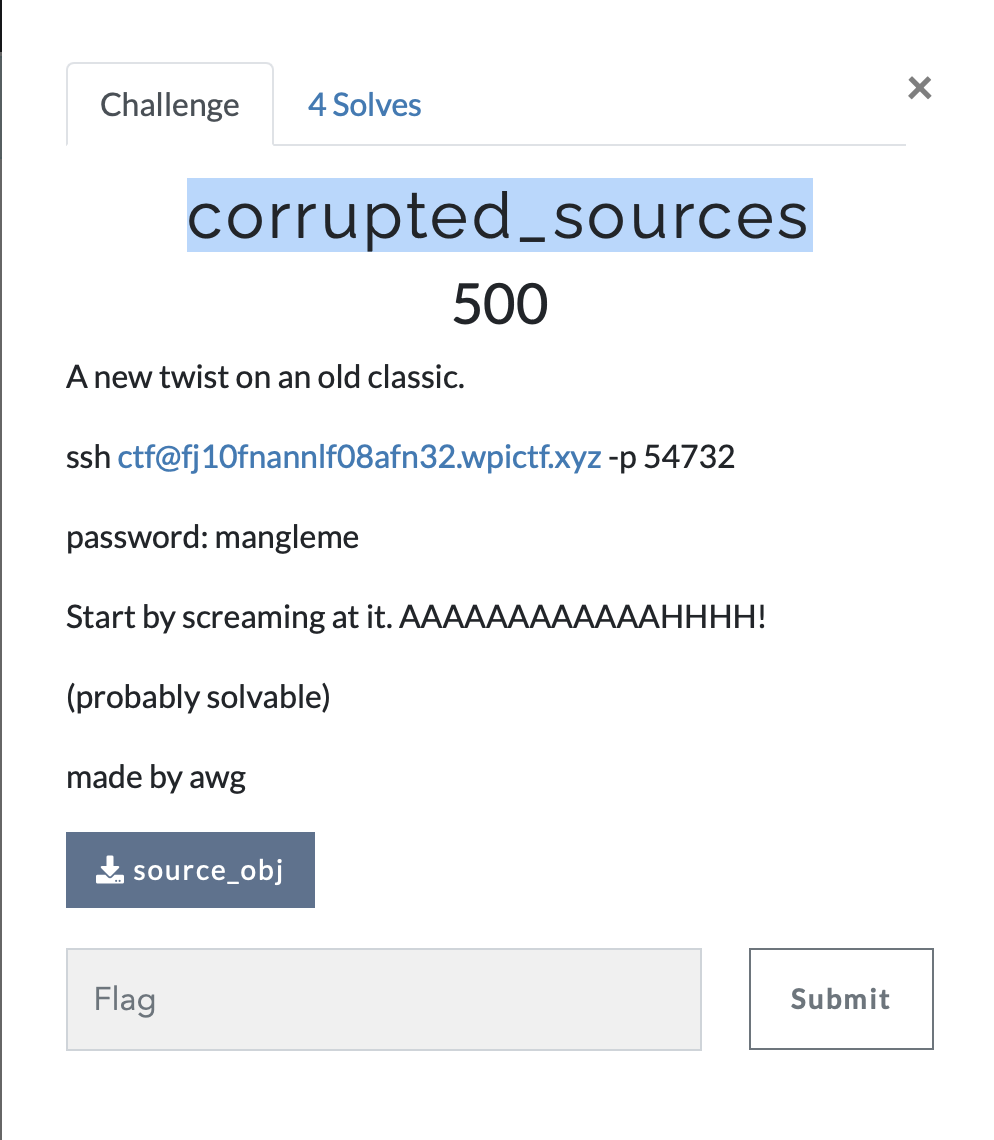 Challenge
4 Solves
×
corrupted_sources
500
A new twist on an old classic.
ssh ctf@fj10fnannlf08afn32.wpictf.xyz -p 54732
password: mangleme
Start by screaming at it. AAAAAAAAAAAAHHHH!
(probably solvable)
made by awg
source_obj
Flag
Submit